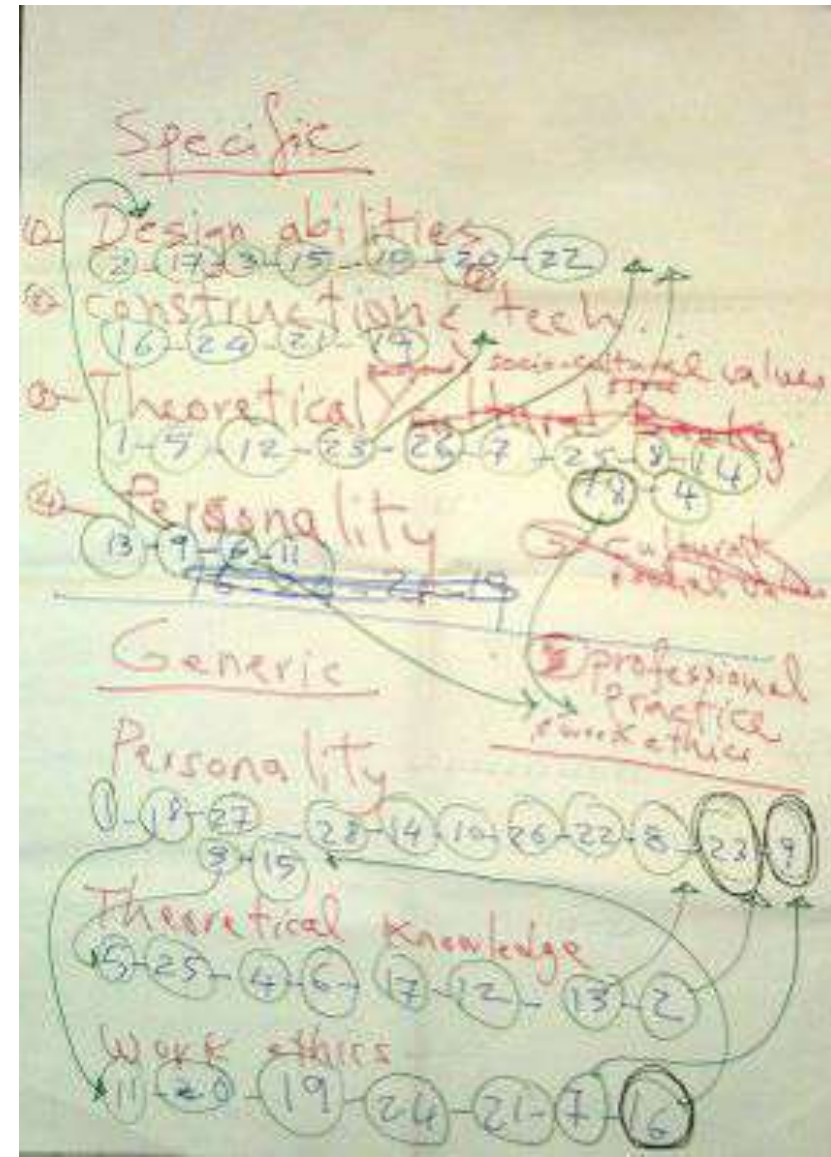 Specific
① Design abilities
2-17-3-15-10-20-22
② construction & tech.
16-24-21-19
socio-cultural values
③ Theoretical
1-5-12-23-26-7-25-8-14
18-4
④ Personality
13-9-6-11
cultural &
social values
5 professional
practice
& work ethics
Generic
Personality
1-18-27-28-14-10-26-22-8-23-9
3-15
Theoretical knowledge
5-25-4-6-17-12-13-2
Work ethics
11-20-19-24-21-7-16